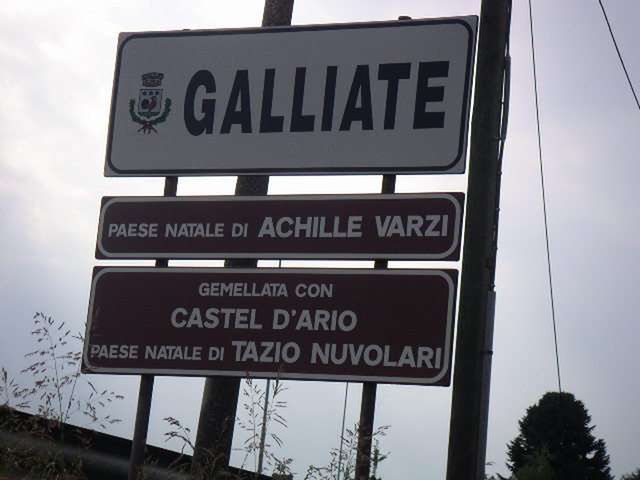 GALLIATE
PAESE NATALE DI ACHILLE VARZI
GEMELLATA CON
CASTEL D'ARIO
PAESE NATALE DI TAZIO NUVOLARI